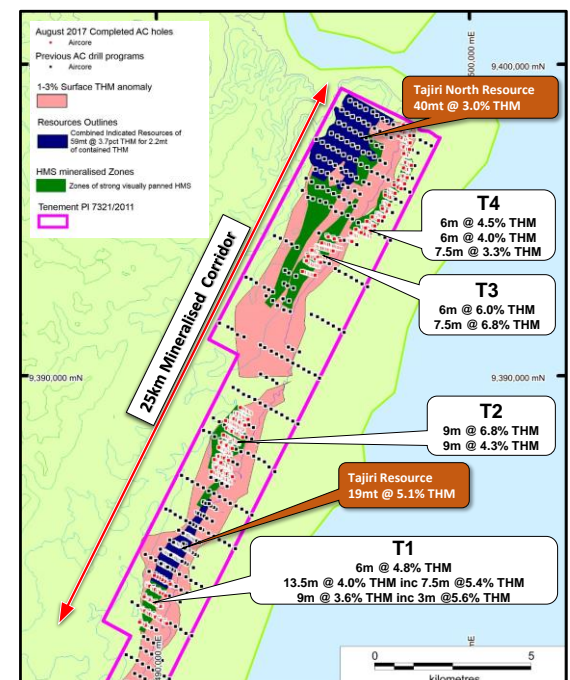 August 2017 Completed AC holes
Aircore
Previous AC drill programs
Aircore
1-3% Surface THM anomaly
Resources Outlines
Combined Indicated Resources of
59mt @ 3.7pct THM for 2.2mt
of contained THM
HMS mineralised Zones
Zones of strong visually panned HMS
Tenement Pl 7321/2011
500,000 mE
9,400,000 mN
Tajiri North Resource
40mt @ 3.0% THM
T4
6m @ 4.5% THM
6m @ 4.0% THM
7.5m @ 3.3% THM
T3
6m @ 6.0% THM
7.5m @ 6.8% THM
25km Mineralised Corridor
9,390,000 mN
9,390,000 mN
T2
9m @ 6.8% THM
9m @ 4.3% THM
Tajiri Resource
19mt @ 5.1% THM
T1
6m @ 4.8% THM
13.5m @ 4.0% THM inc 7.5m @5.4% THM
9m @ 3.6% THM inc 3m @5.6% THM
mE
0 5
kilometres